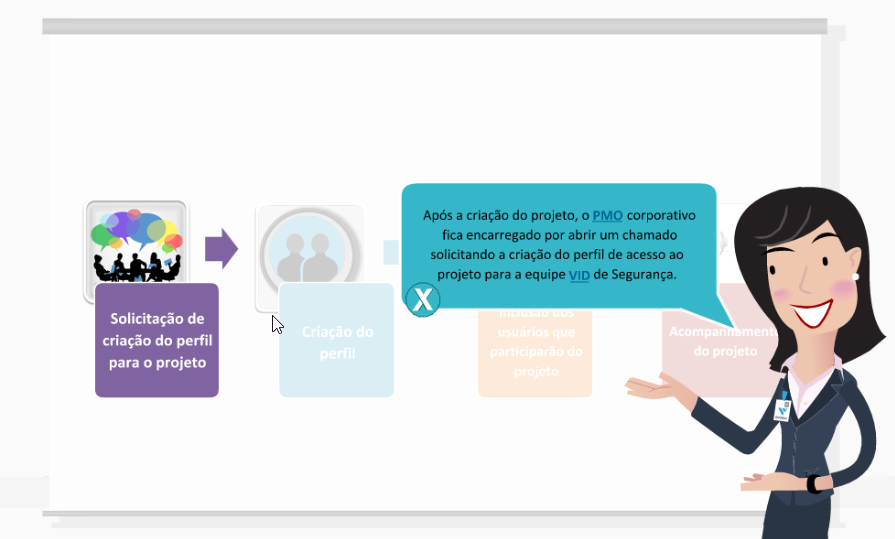 Após a criação do projeto, o PMO corporativo
fica encarregado por abrir um chamado
solicitando a criação do perfil de acesso ao
projeto para a equipe VID de Segurança.
X
Solicitação de
criação do perfil
para o projeto
Criação do
perfil
Inclusão dos
usuários que
participarão do
projeto
Acompanhamento
do projeto